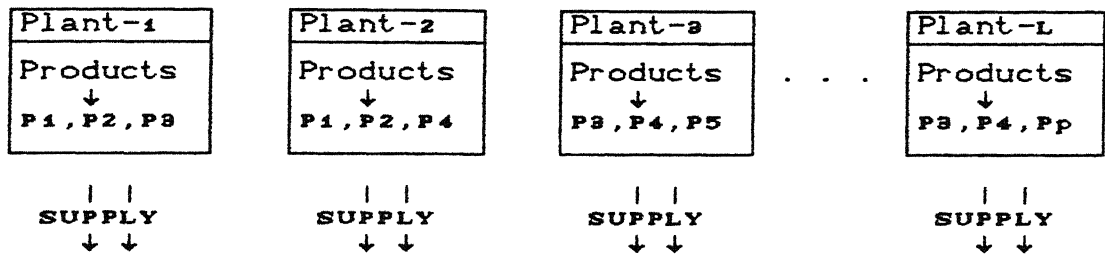 Plant-1 Plant-2 Plant-3 Plant-L
Products Products Products . . . Products
↓ ↓ ↓ ↓
P1,P2,P3 P1,P2,P4 P3,P4,P5 P3,P4,Pp
SUPPLY SUPPLY SUPPLY SUPPLY